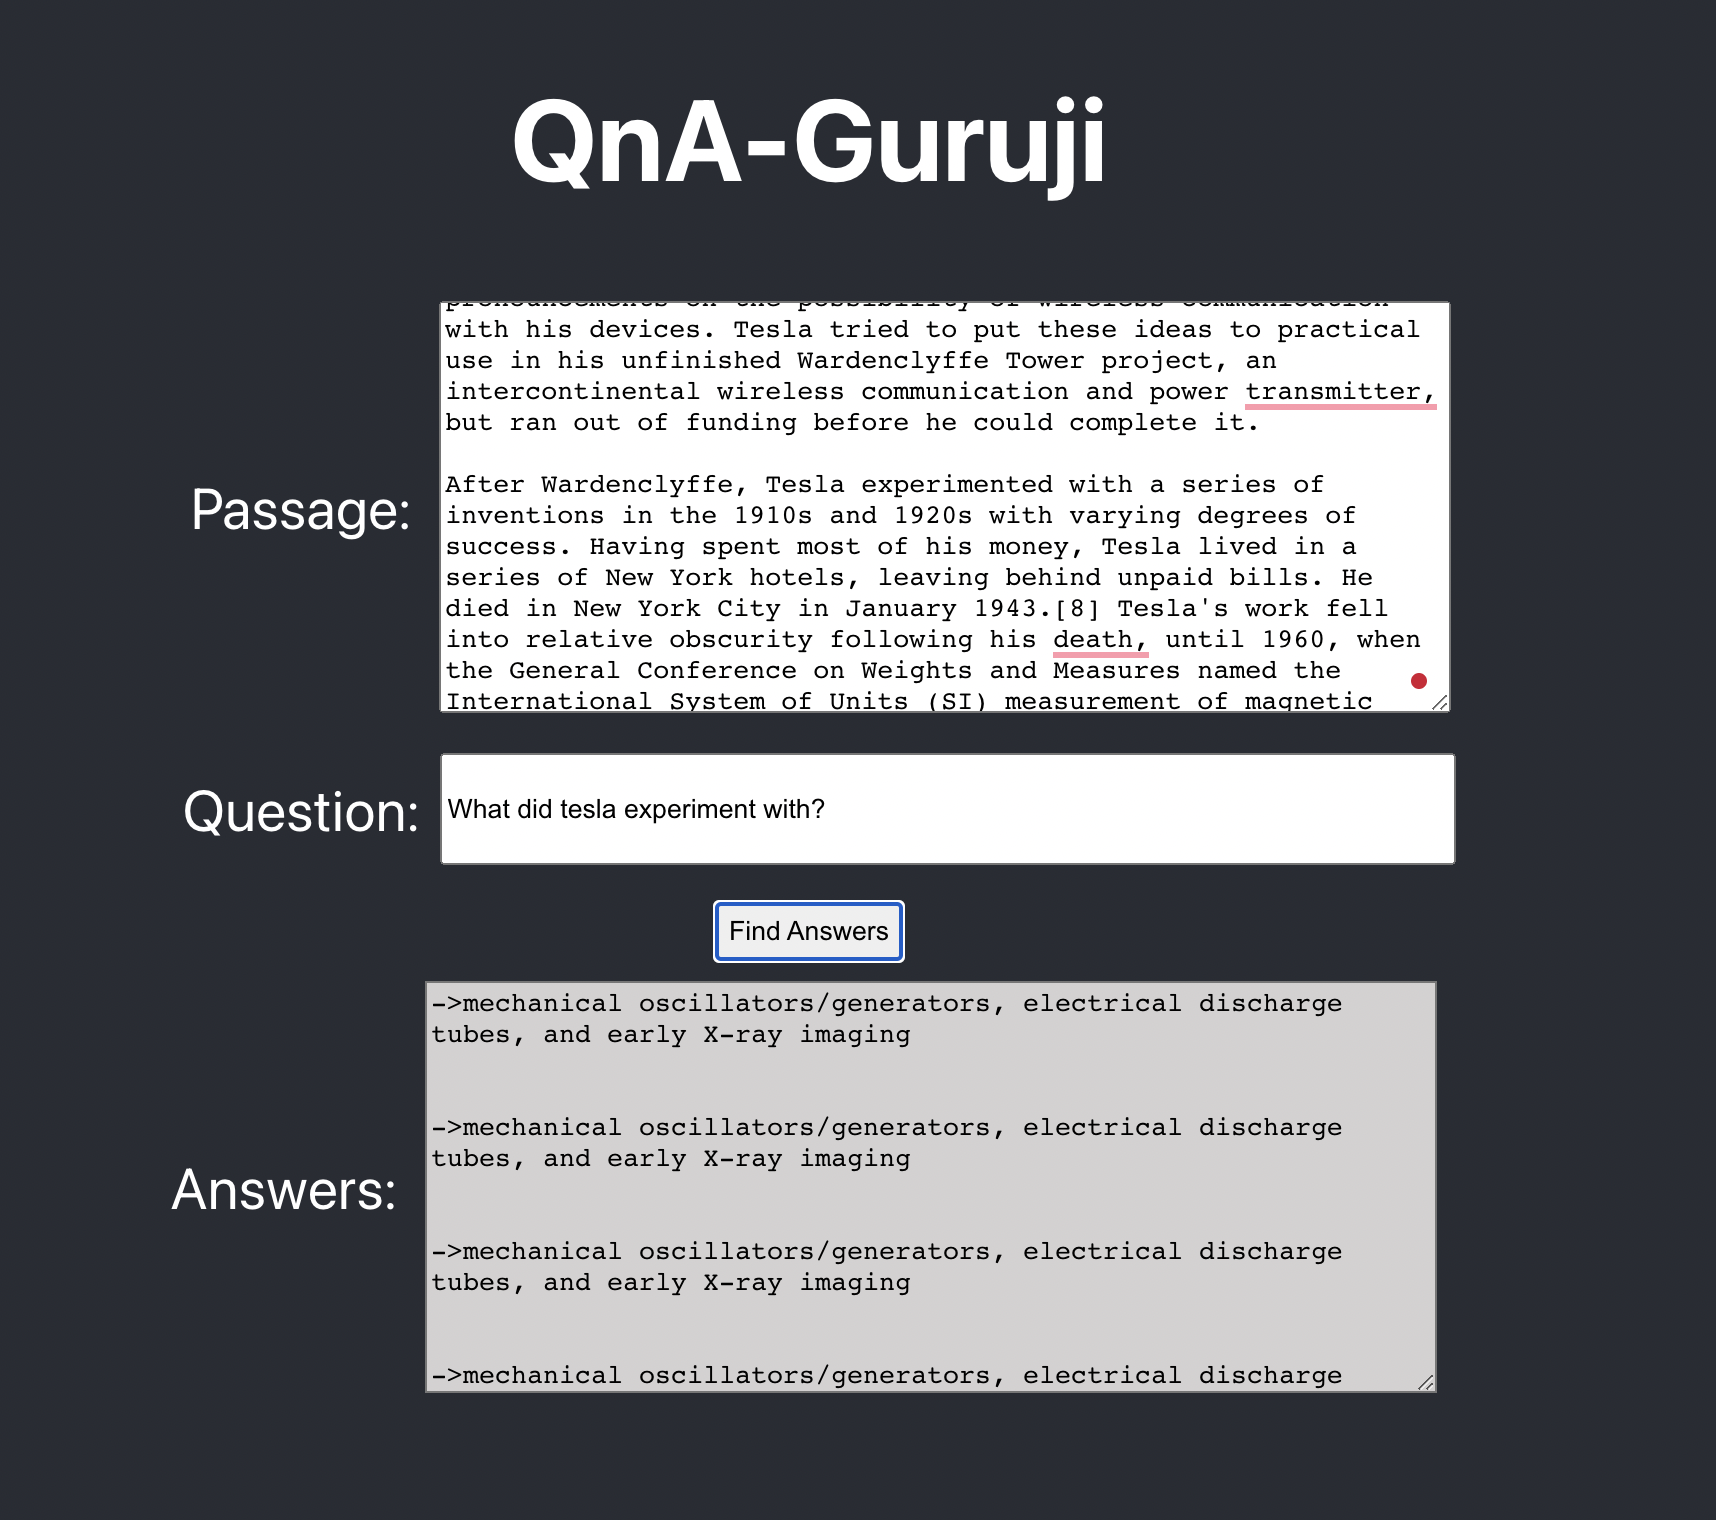 QnA-Guruji
Passage:
pronouncements on the possibility of wireless communication
with his devices. Tesla tried to put these ideas to practical
use in his unfinished Wardenclyffe Tower project, an
intercontinental wireless communication and power transmitter,
but ran out of funding before he could complete it.
After Wardenclyffe, Tesla experimented with a series of
inventions in the 1910s and 1920s with varying degrees of
success. Having spent most of his money, Tesla lived in a
series of New York hotels, leaving behind unpaid bills. He
died in New York City in January 1943.[8] Tesla's work fell
into relative obscurity following his death, until 1960, when
the General Conference on Weights and Measures named the
International System of Units (SI) measurement of magnetic
Question:
What did tesla experiment with?
Find Answers
Answers:
->mechanical oscillators/generators, electrical discharge
tubes, and early X-ray imaging
->mechanical oscillators/generators, electrical discharge
tubes, and early X-ray imaging
->mechanical oscillators/generators, electrical discharge
tubes, and early X-ray imaging
->mechanical oscillators/generators, electrical discharge